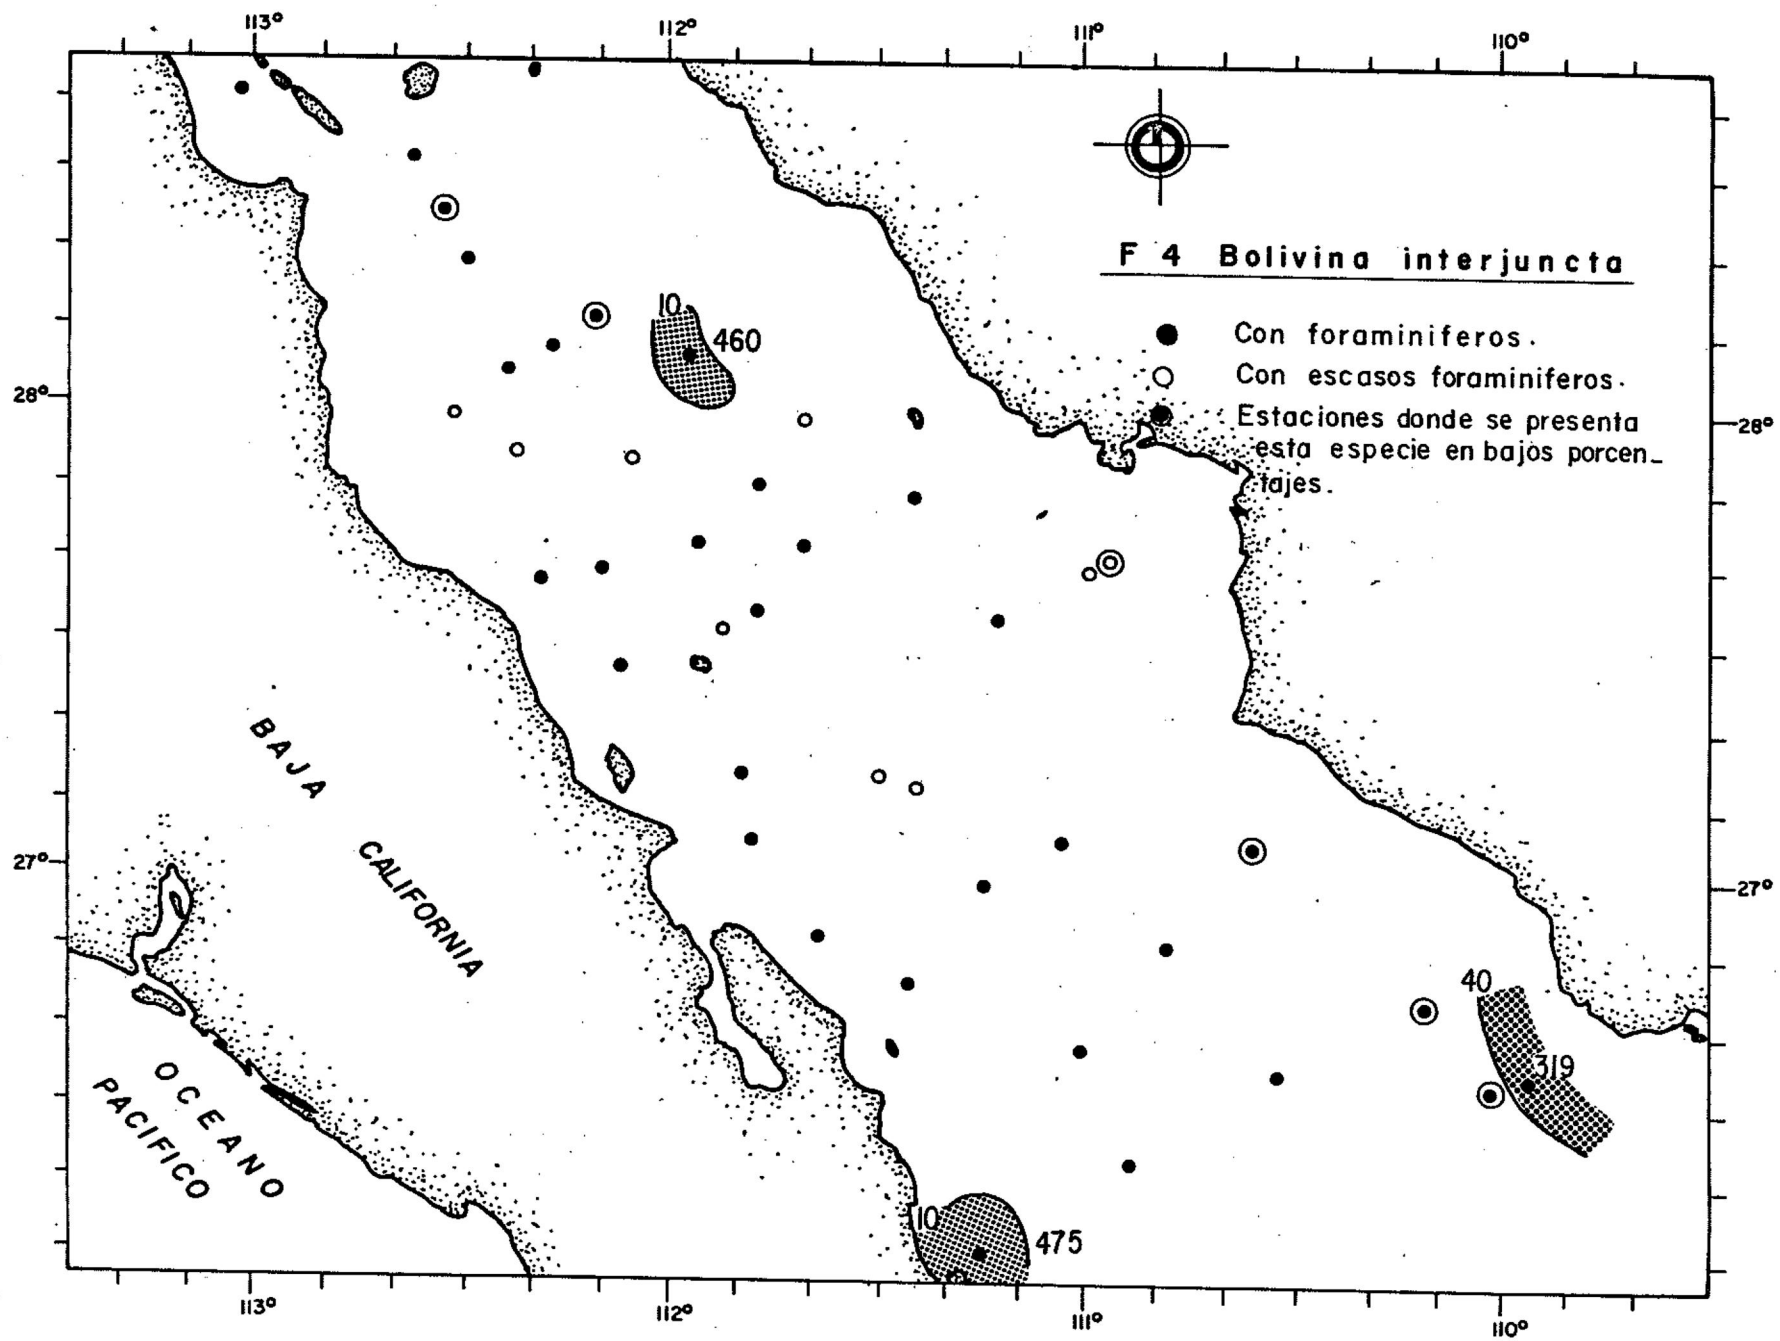 113°
112°
111°
110°
F 4 Bolivina interjuncta
Con foraminiferos.
Con escasos foraminiferos.
Estaciones donde se presenta
esta especie en bajos porcen-
tajes.
10
460
28°
28°
BAJA
CALIFORNIA
27°
27°
40
319
OCEANO
PACIFICO
10
475
113°
112°
111°
110°